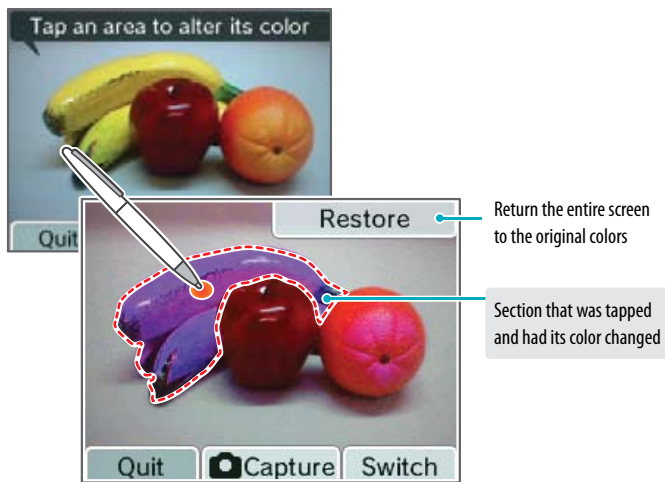 Tap an area to alter its color
Quit
Restore
Return the entire screen
to the original colors
Section that was tapped
and had its color changed
Quit
Capture
Switch